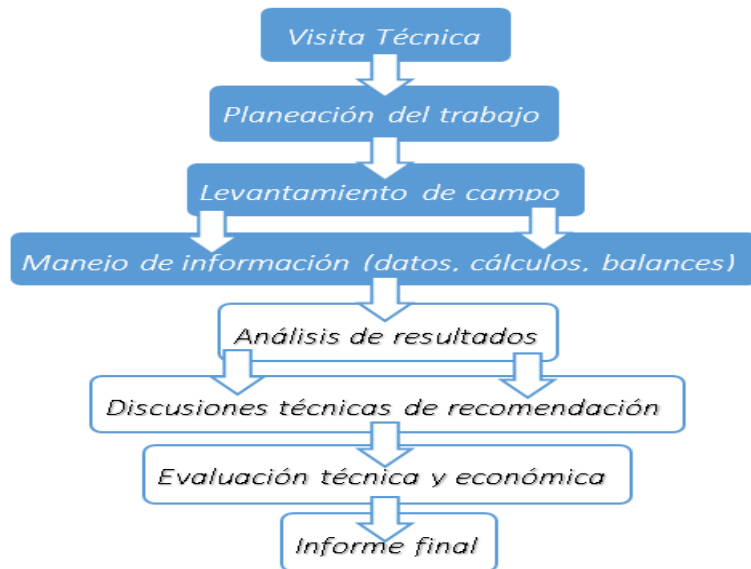 Visita Técnica
Planeación del trabajo
Levantamiento de campo
Manejo de información (datos, cálculos, balances)
Análisis de resultados
Discusiones técnicas de recomendación
Evaluación técnica y económica
Informe final